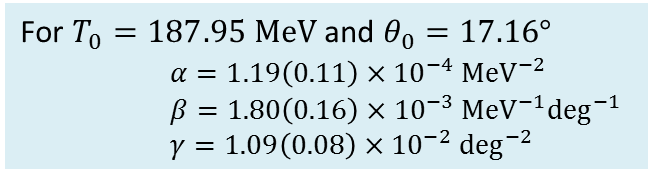 For T₀ = 187.95 MeV and θ₀ = 17.16°
α = 1.19(0.11) × 10⁻⁴ MeV⁻²
β = 1.80(0.16) × 10⁻³ MeV⁻¹deg⁻¹
γ = 1.09(0.08) × 10⁻² deg⁻²